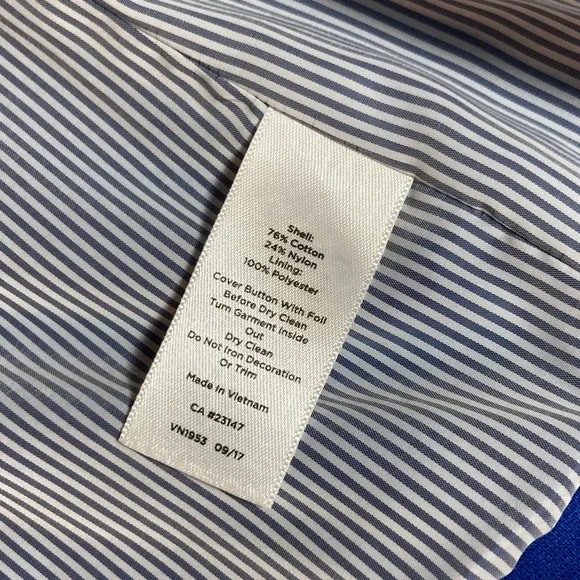 Shell:
76% Cotton
24% Nylon
Lining:
100% Polyester
Cover Button With Foil
Before Dry Clean
Turn Garment Inside
Out
Dry Clean
Do Not Iron Decoration
Or Trim
Made in Vietnam
CA #23147
VN1953 09/17